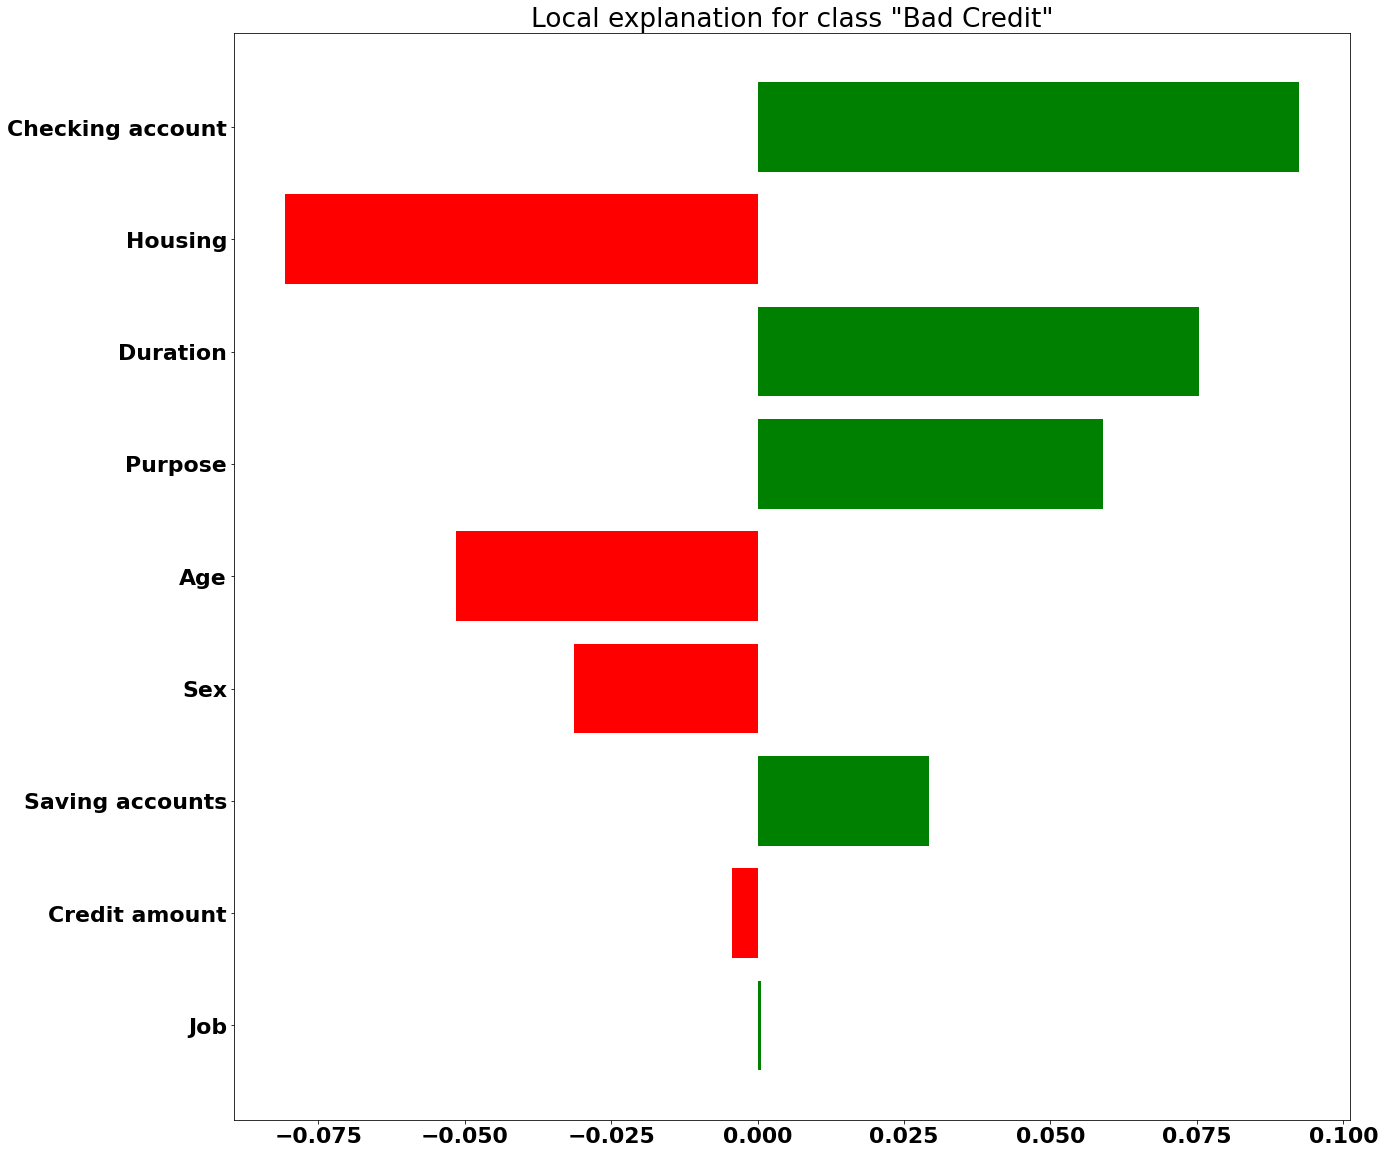 Local explanation for class "Bad Credit"
Checking account
Housing
Duration
Purpose
Age
Sex
Saving accounts
Credit amount
Job
−0.075 −0.050 −0.025 0.000 0.025 0.050 0.075 0.100